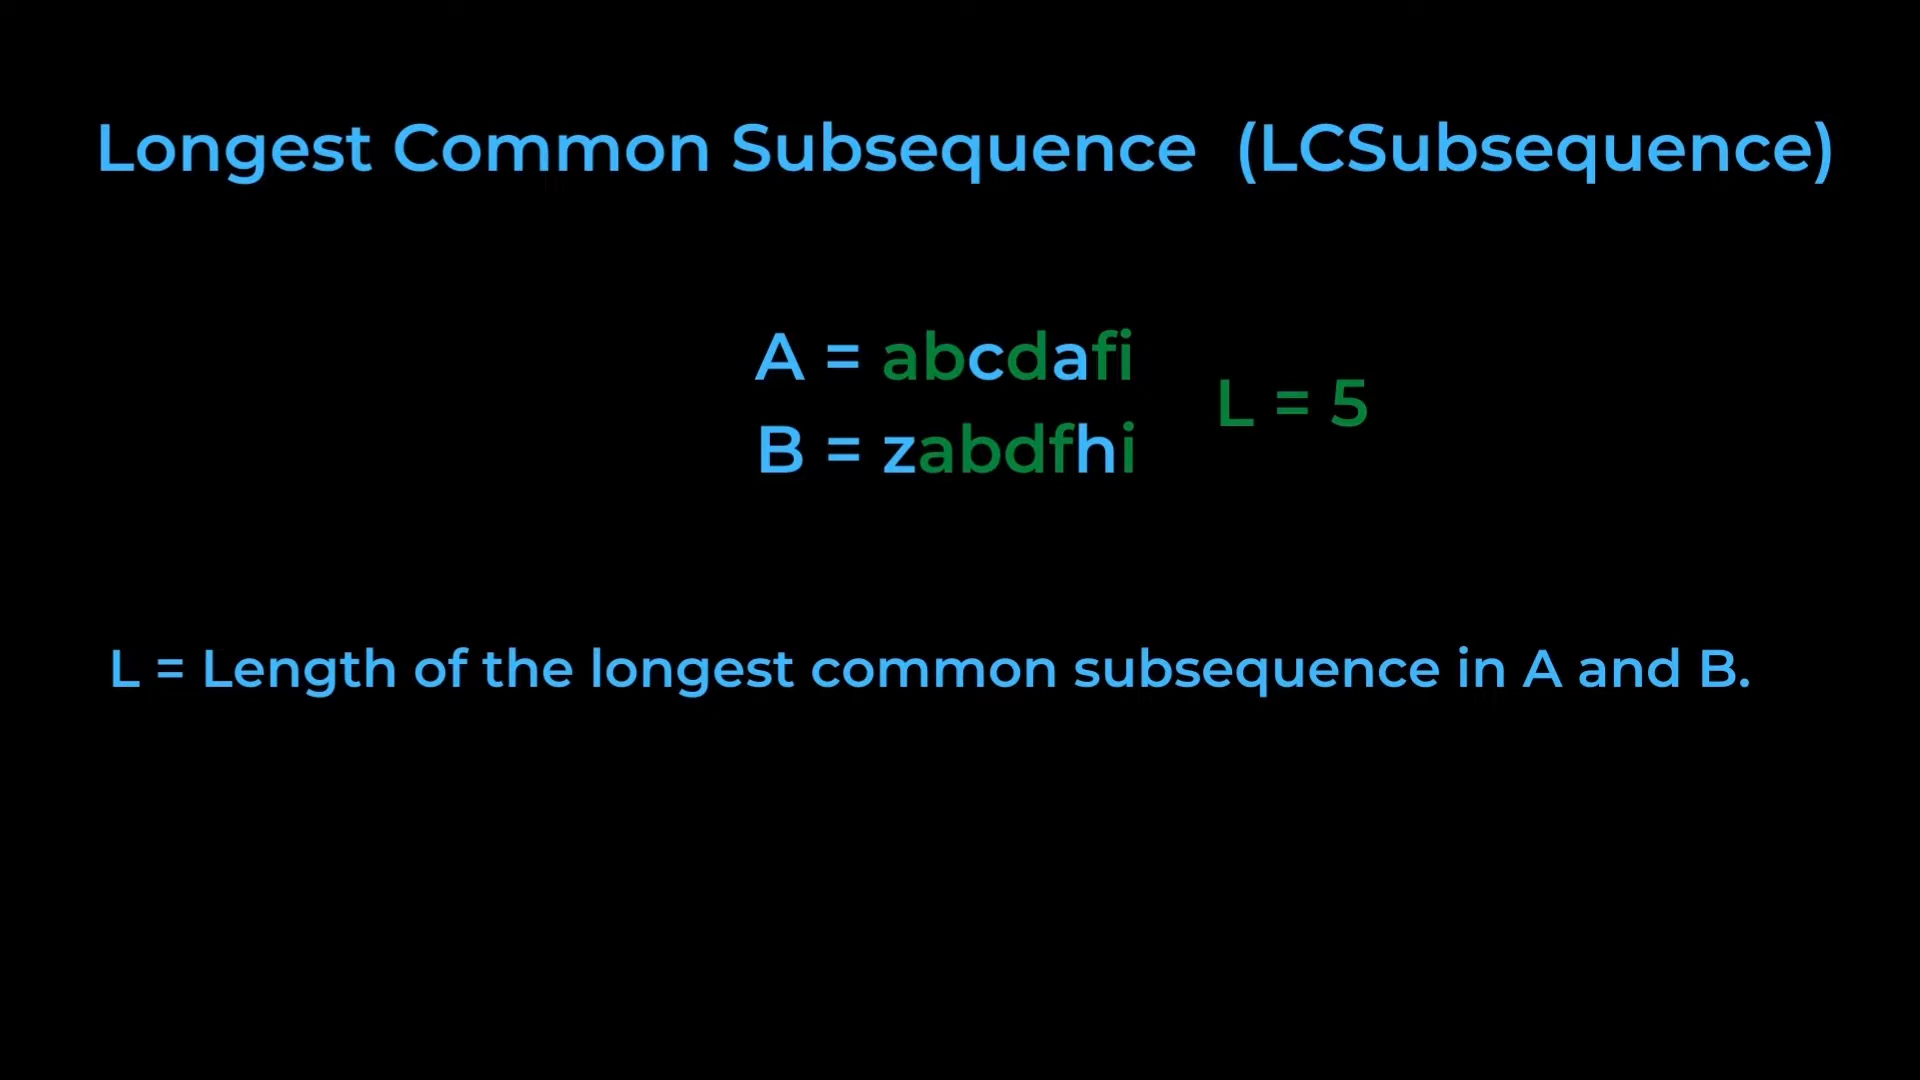 Longest Common Subsequence (LCSubsequence)
A = abcdafi
L = 5
B = zabdfhi
L = Length of the longest common subsequence in A and B.